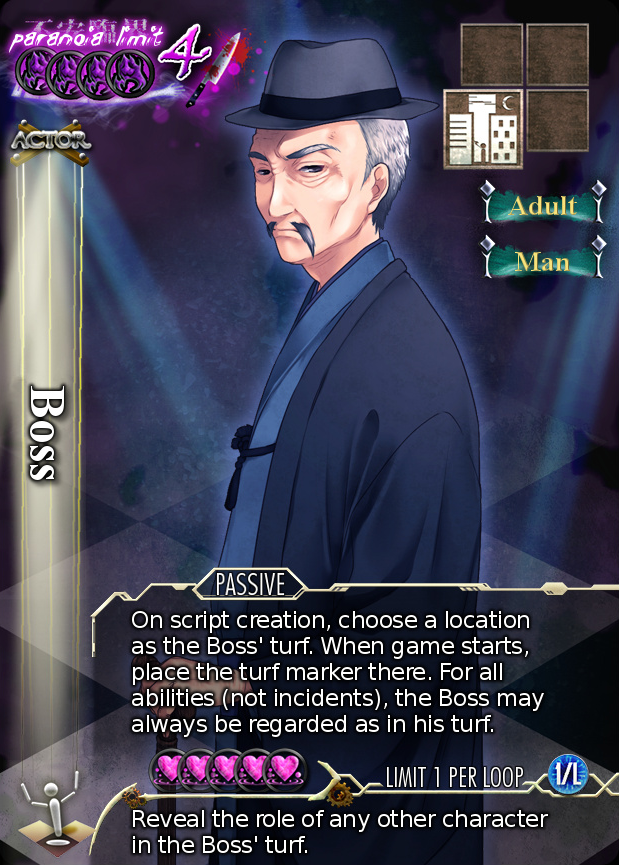 paranoia limit
4
ACTOR
Adult
Man
Boss
PASSIVE
On script creation, choose a location
as the Boss' turf. When game starts,
place the turf marker there. For all
abilities (not incidents), the Boss may
always be regarded as in his turf.
LIMIT 1 PER LOOP
1/L
Reveal the role of any other character
in the Boss' turf.